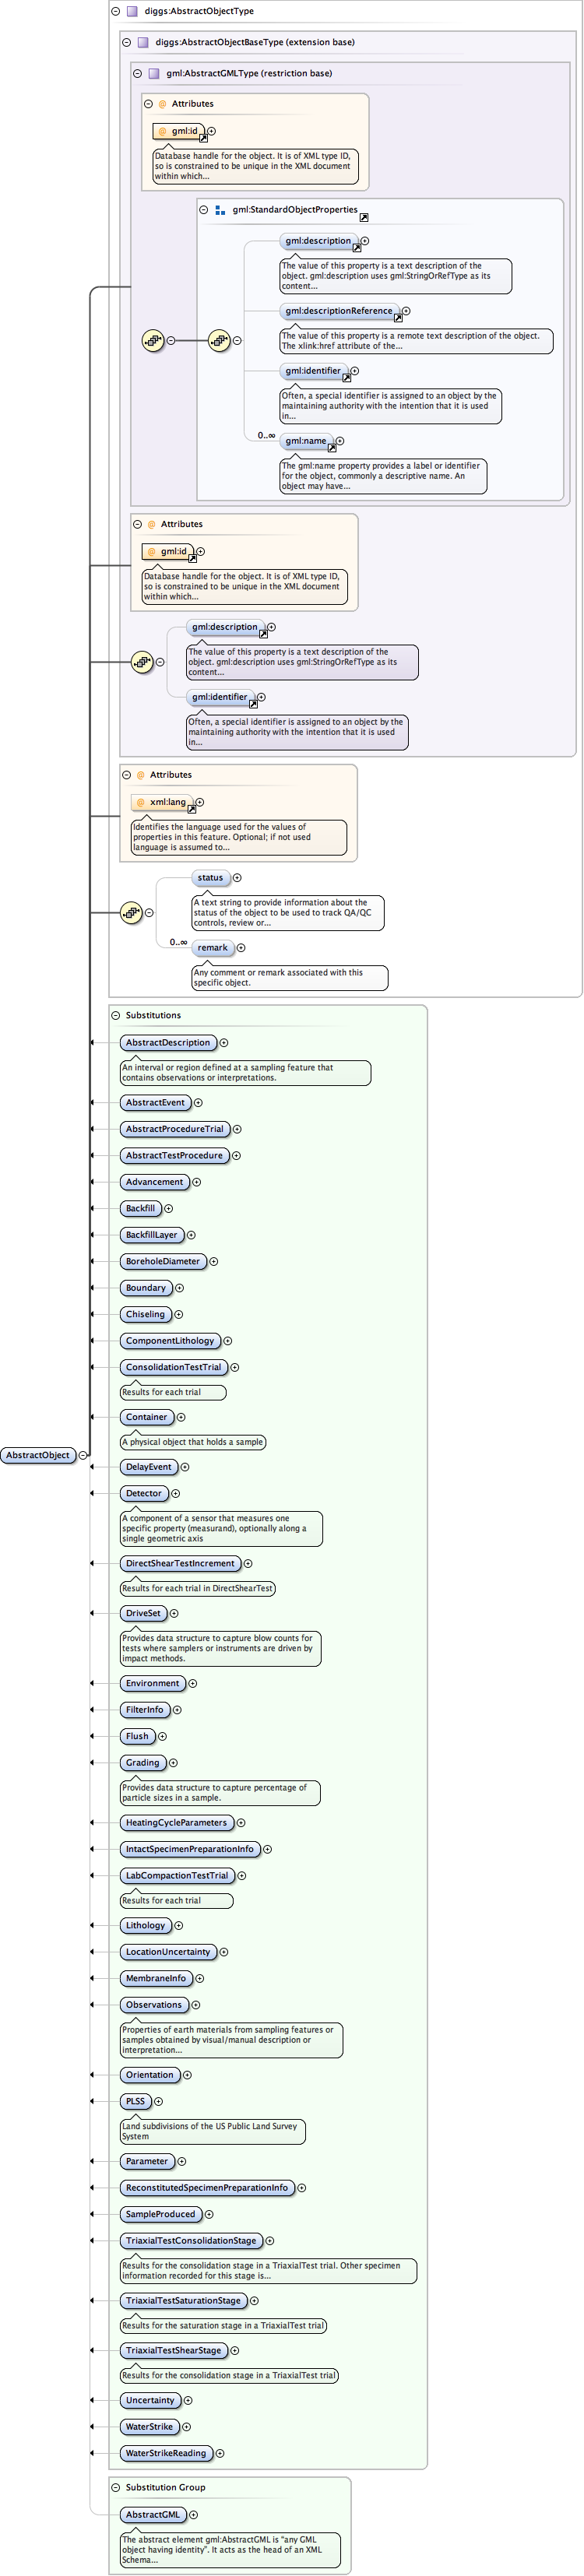 diggs:AbstractObjectType
diggs:AbstractObjectBaseType (extension base)
gml:AbstractGMLType (restriction base)
@ Attributes
@ gml:id
Database handle for the object. It is of XML type ID,
so is constrained to be unique in the XML document
within which...
gml:StandardObjectProperties
gml:description
The value of this property is a text description of the
object. gml:description uses gml:StringOrRefType as its
content...
gml:descriptionReference
The value of this property is a remote text description of the object.
The xlink:href attribute of the...
gml:identifier
Often, a special identifier is assigned to an object by the
maintaining authority with the intention that it is used
in...
0..∞
gml:name
The gml:name property provides a label or identifier
for the object, commonly a descriptive name. An
object may have...
@ Attributes
@ gml:id
Database handle for the object. It is of XML type ID,
so is constrained to be unique in the XML document
within which...
gml:description
The value of this property is a text description of the
object. gml:description uses gml:StringOrRefType as its
content...
gml:identifier
Often, a special identifier is assigned to an object by the
maintaining authority with the intention that it is used
in...
@ Attributes
@ xml:lang
Identifies the language used for the values of
properties in this feature. Optional; if not used
language is assumed to...
status
A text string to provide information about the
status of the object to be used to track QA/QC
controls, review or...
0..∞
remark
Any comment or remark associated with this
specific object.
Substitutions
AbstractDescription
An interval or region defined at a sampling feature that
contains observations or interpretations.
AbstractEvent
AbstractProcedureTrial
AbstractTestProcedure
Advancement
Backfill
BackfillLayer
BoreholeDiameter
Boundary
Chiseling
ComponentLithology
ConsolidationTestTrial
Results for each trial
Container
A physical object that holds a sample
AbstractObject
DelayEvent
Detector
A component of a sensor that measures one
specific property (measurand), optionally along a
single geometric axis
DirectShearTestIncrement
Results for each trial in DirectShearTest
DriveSet
Provides data structure to capture blow counts for
tests where samplers or instruments are driven by
impact methods.
Environment
FilterInfo
Flush
Grading
Provides data structure to capture percentage of
particle sizes in a sample.
HeatingCycleParameters
IntactSpecimenPreparationInfo
LabCompactionTestTrial
Results for each trial
Lithology
LocationUncertainty
MembraneInfo
Observations
Properties of earth materials from sampling features or
samples obtained by visual/manual description or
interpretation...
Orientation
PLSS
Land subdivisions of the US Public Land Survey
System
Parameter
ReconstitutedSpecimenPreparationInfo
SampleProduced
TriaxialTestConsolidationStage
Results for the consolidation stage in a TriaxialTest trial. Other specimen
information recorded for this stage is...
TriaxialTestSaturationStage
Results for the saturation stage in a TriaxialTest trial
TriaxialTestShearStage
Results for the consolidation stage in a TriaxialTest trial
Uncertainty
WaterStrike
WaterStrikeReading
Substitution Group
AbstractGML
The abstract element gml:AbstractGML is "any GML
object having identity". It acts as the head of an XML
Schema...